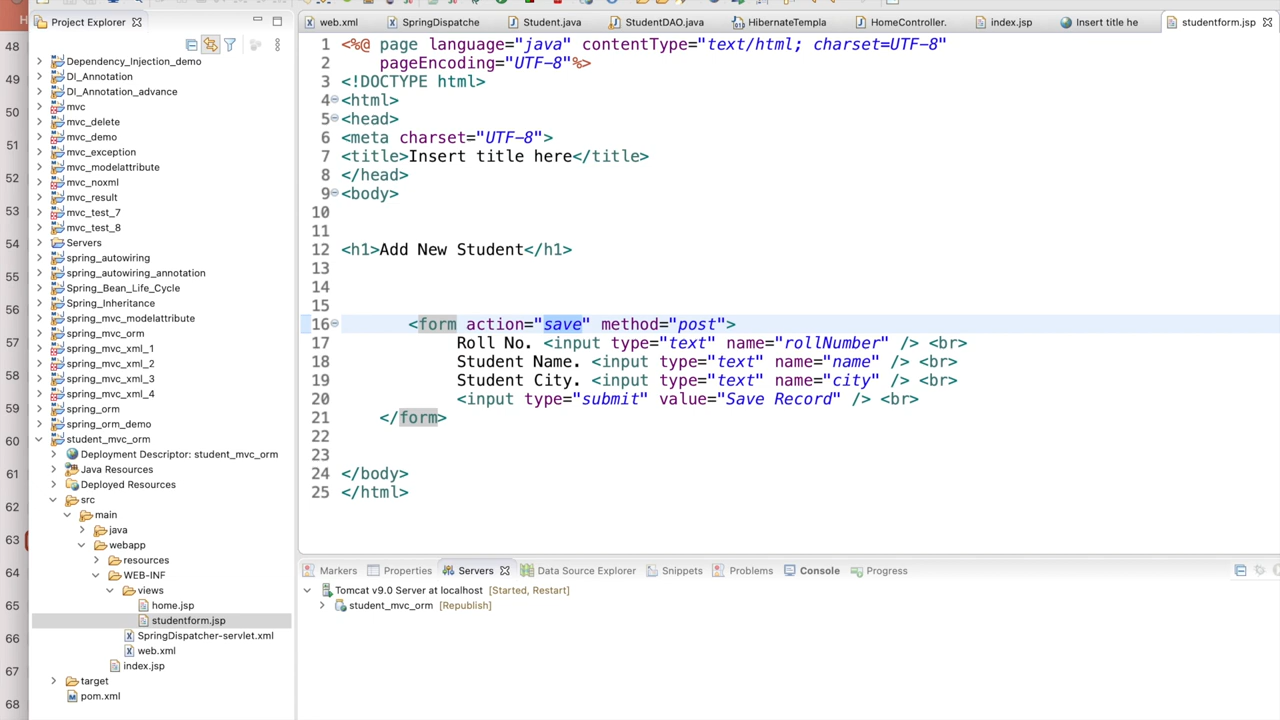 Project Explorer
web.xml
SpringDispatche
Student.java
StudentDAO.java
HibernateTempla
HomeController.
index.jsp
Insert title he
studentform.jsp
48
49
50
51
52
53
54
55
56
57
58
59
60
61
62
63
64
65
66
67
68
Dependency_Injection_demo
DI_Annotation
DI_Annotation_advance
mvc
mvc_delete
mvc_demo
mvc_exception
mvc_modelattribute
mvc_noxml
mvc_result
mvc_test_7
mvc_test_8
Servers
spring_autowiring
spring_autowiring_annotation
Spring_Bean_Life_Cycle
Spring_Inheritance
spring_mvc_modelattribute
spring_mvc_orm
spring_mvc_xml_1
spring_mvc_xml_2
spring_mvc_xml_3
spring_mvc_xml_4
spring_orm
spring_orm_demo
student_mvc_orm
Deployment Descriptor: student_mvc_orm
Java Resources
Deployed Resources
src
main
java
webapp
resources
WEB-INF
views
home.jsp
studentform.jsp
SpringDispatcher-servlet.xml
web.xml
index.jsp
target
pom.xml
1 <%@ page language="java" contentType="text/html; charset=UTF-8"
2 pageEncoding="UTF-8"%>
3 <!DOCTYPE html>
4 <html>
5 <head>
6 <meta charset="UTF-8">
7 <title>Insert title here</title>
8 </head>
9 <body>
10
11
12 <h1>Add New Student</h1>
13
14
15
16 <form action="save" method="post">
17 Roll No. <input type="text" name="rollNumber" /> <br>
18 Student Name. <input type="text" name="name" /> <br>
19 Student City. <input type="text" name="city" /> <br>
20 <input type="submit" value="Save Record" /> <br>
21 </form>
22
23
24 </body>
25 </html>
Markers
Properties
Servers
Data Source Explorer
Snippets
Problems
Console
Progress
Tomcat v9.0 Server at localhost [Started, Restart]
student_mvc_orm [Republish]